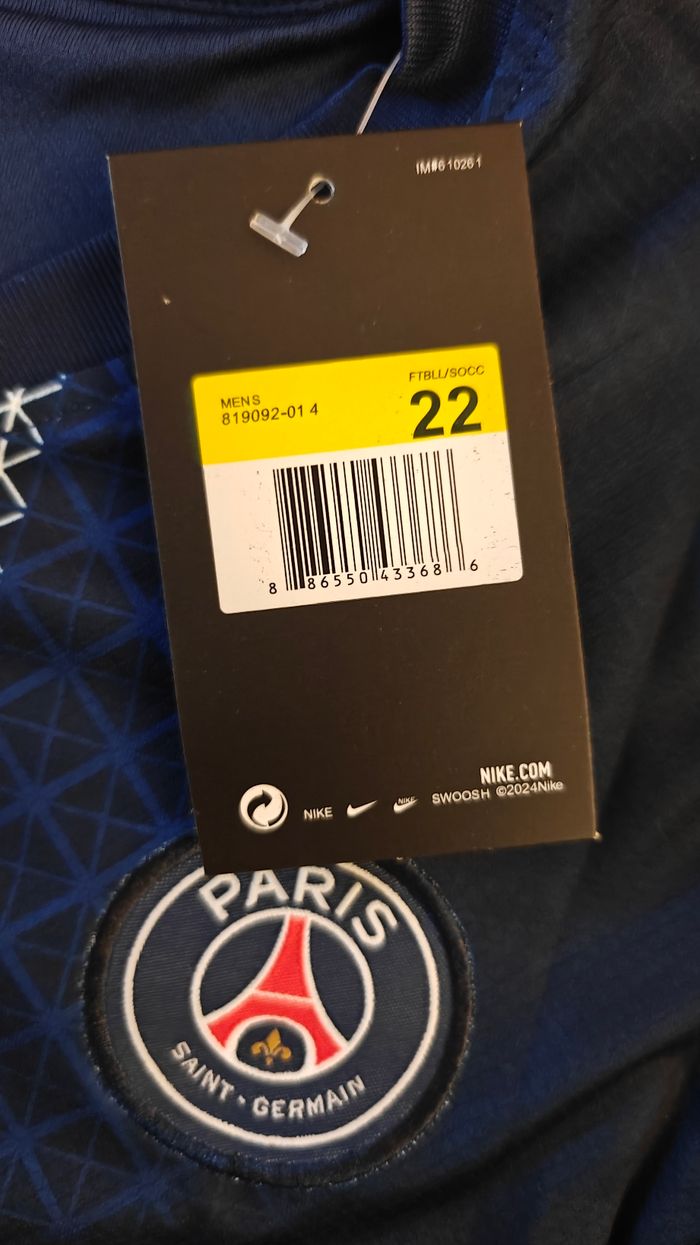 IM#610261
FTBLL/SOCC
MENS
819092-01 4
22
8 86550 43368 6
NIKE.COM
NIKE NIKE SWOOSH ©2024Nike
PARIS
SAINT-GERMAIN